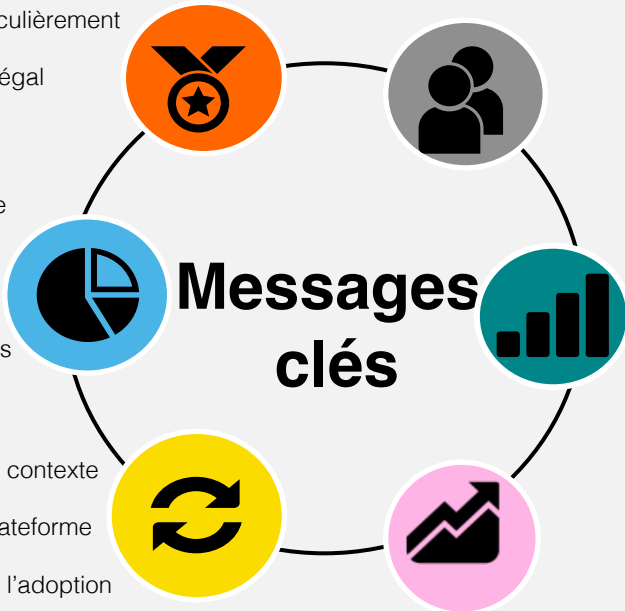 culièrement
égal
e
Messages
clés
s
contexte
ateforme
l'adoption